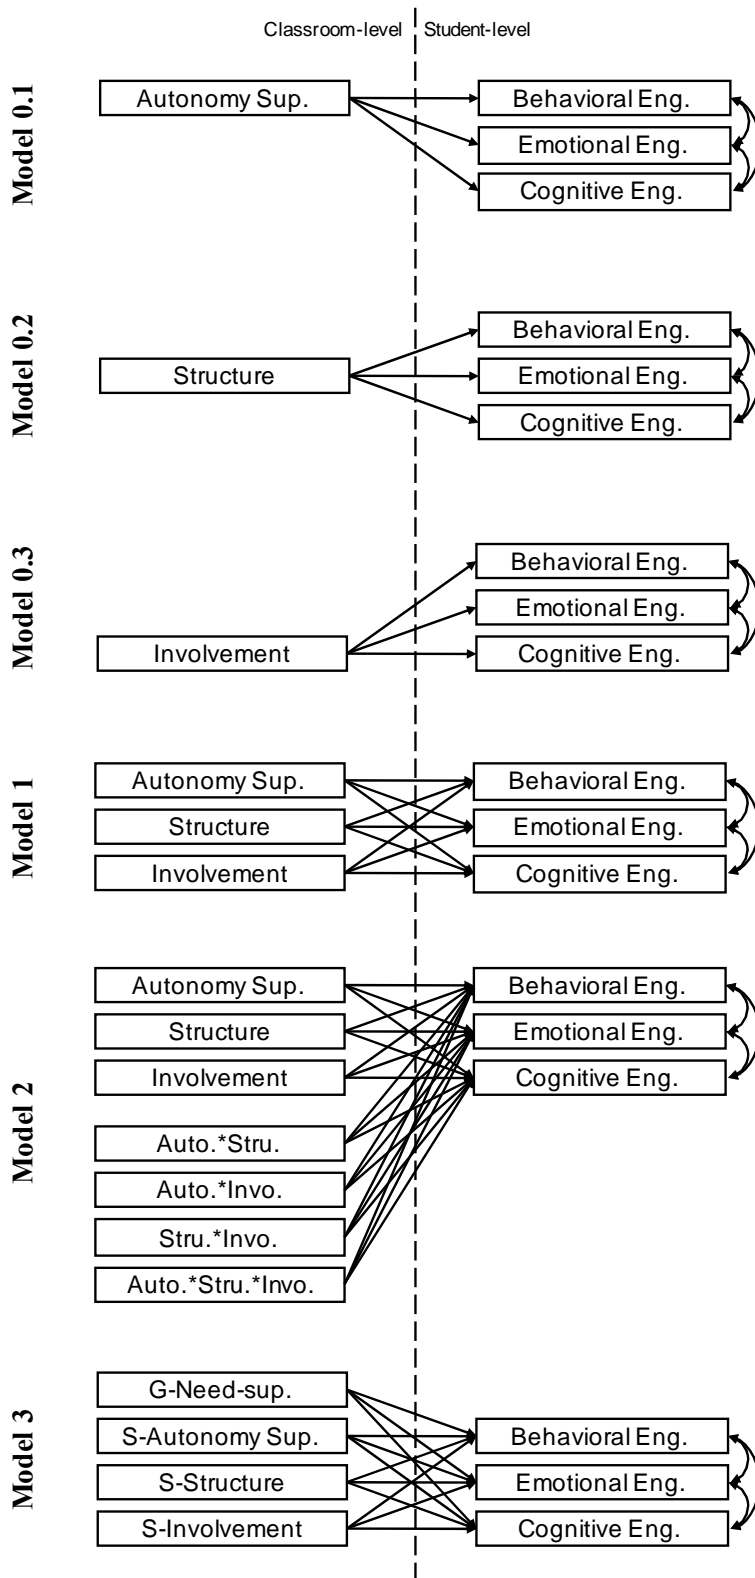 Classroom-level Student-level
Model 0.1
Autonomy Sup. Behavioral Eng.
Emotional Eng.
Cognitive Eng.
Model 0.2
Behavioral Eng.
Structure Emotional Eng.
Cognitive Eng.
Model 0.3
Behavioral Eng.
Emotional Eng.
Involvement Cognitive Eng.
Model 1
Autonomy Sup. Behavioral Eng.
Structure Emotional Eng.
Involvement Cognitive Eng.
Model 2
Autonomy Sup. Behavioral Eng.
Structure Emotional Eng.
Involvement Cognitive Eng.
Auto.*Stru.
Auto.*Invo.
Stru.*Invo.
Auto.*Stru.*Invo.
Model 3
G-Need-sup.
S-Autonomy Sup. Behavioral Eng.
S-Structure Emotional Eng.
S-Involvement Cognitive Eng.